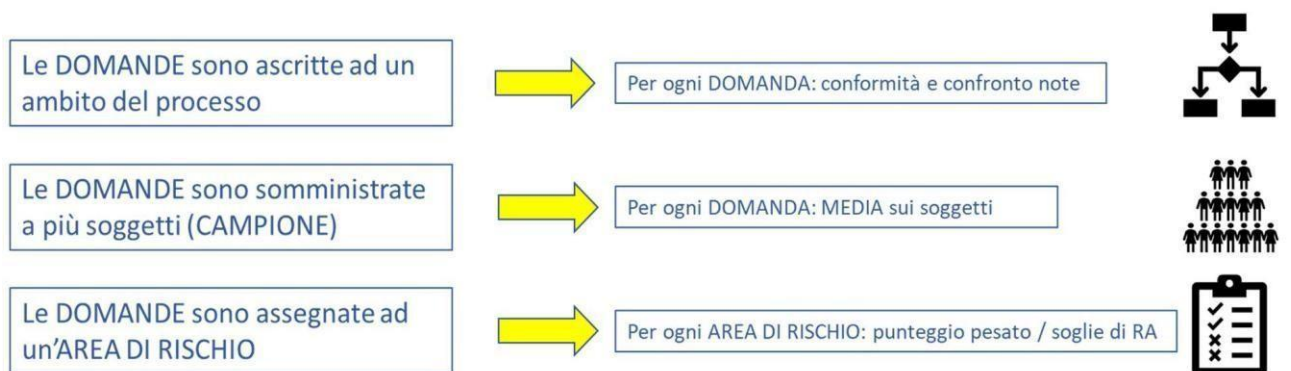 Le DOMANDE sono ascritte ad un
ambito del processo
Per ogni DOMANDA: conformità e confronto note
Le DOMANDE sono somministrate
a più soggetti (CAMPIONE)
Per ogni DOMANDA: MEDIA sui soggetti
Le DOMANDE sono assegnate ad
un'AREA DI RISCHIO
Per ogni AREA DI RISCHIO: punteggio pesato / soglie di RA